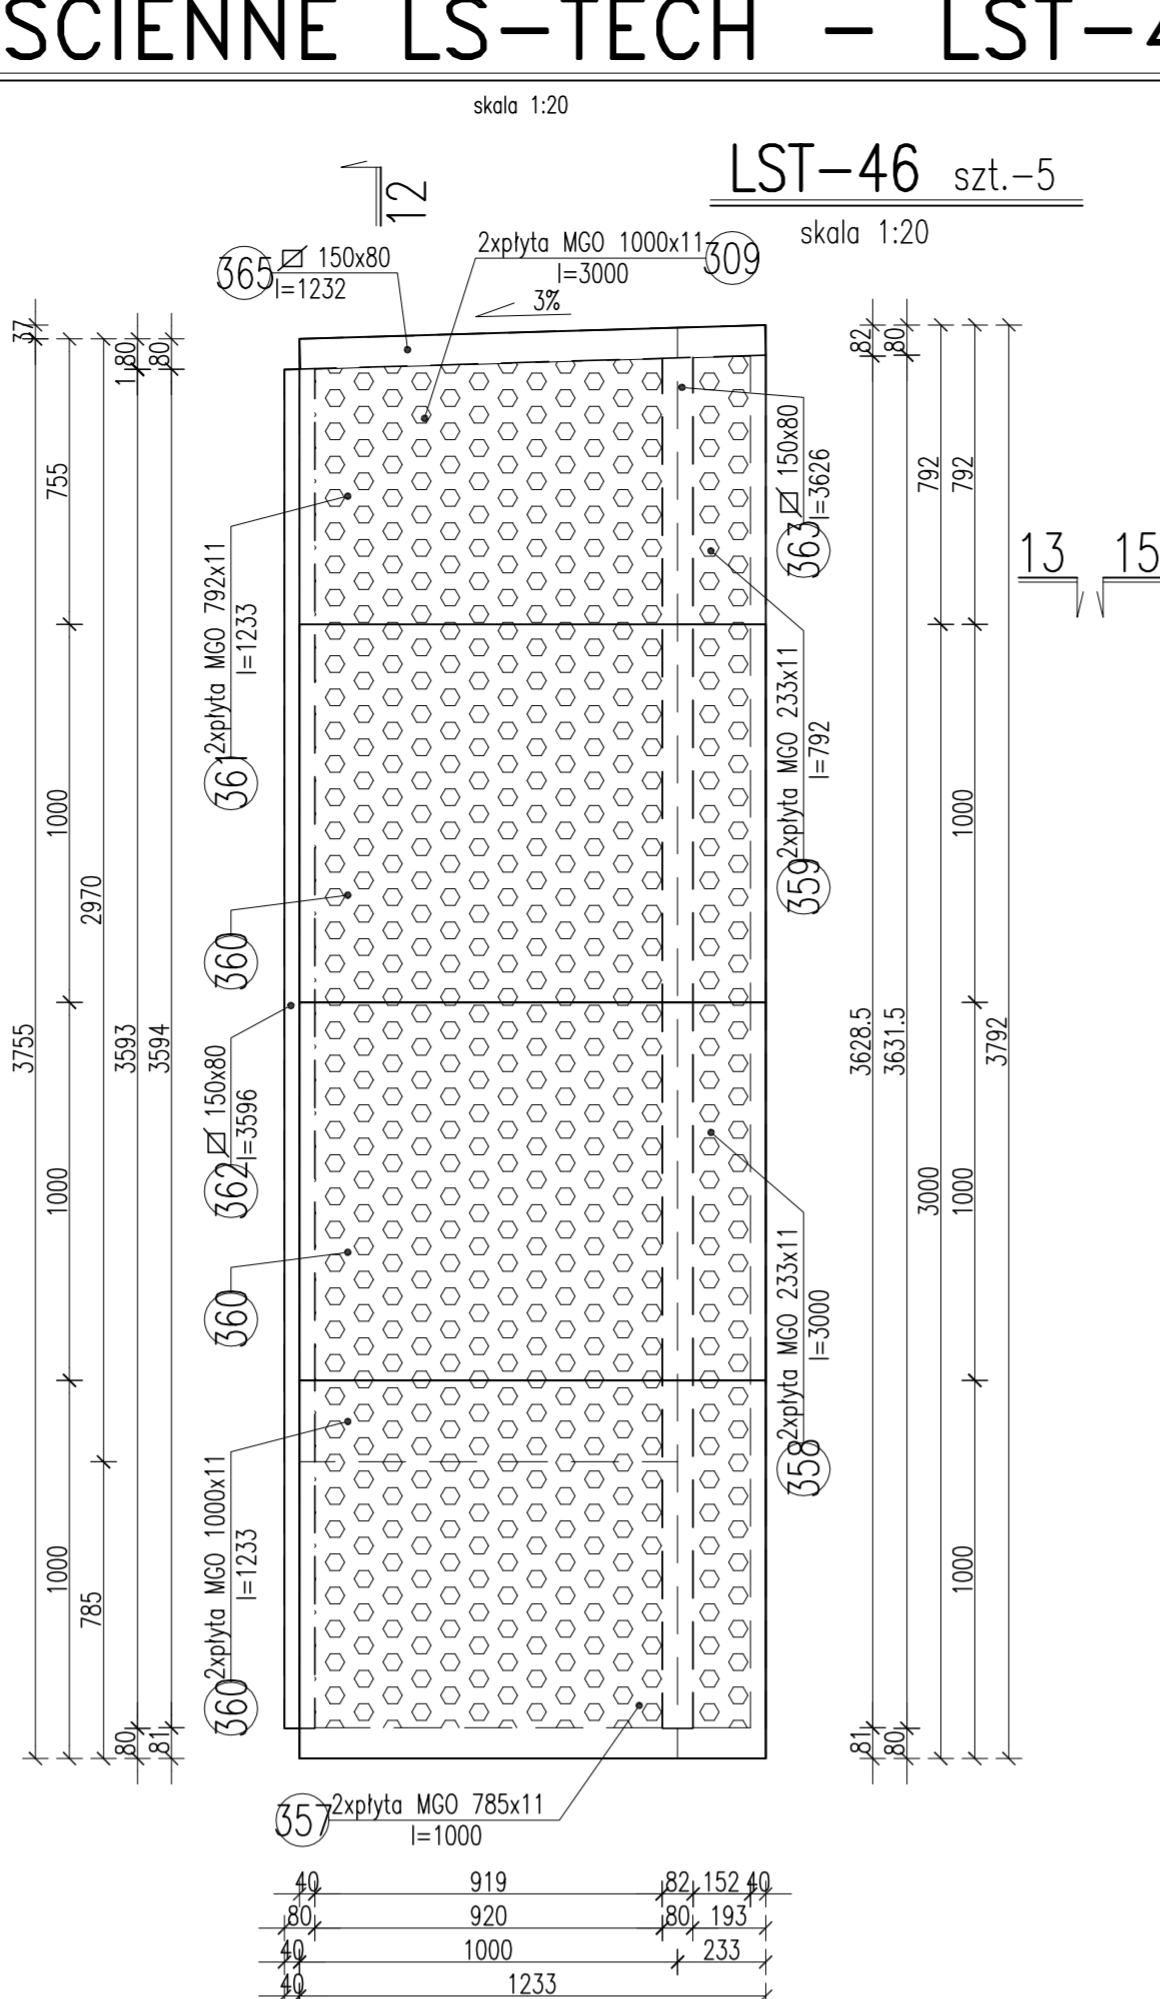 SCIENNE LS-TECH - LST-4
skala 1:20
LST-46 szt.-5
skala 1:20
12
365
150x80
l=1232
2xpłyta MGO 1000x11
l=3000
309
3%
37
80
80
1
82
80
755
792
792
150x80
l=3626
363
13 15
2xpłyta MGO 792x11
l=1233
361
2xpłyta MGO 233x11
l=792
359
1000
1000
2970
360
3755
3593
3594
3628.5
3631.5
3792
150x80
l=3596
362
1000
3000
1000
360
2xpłyta MGO 233x11
l=3000
358
1000
785
1000
2xpłyta MGO 1000x11
l=1233
360
80
81
81
80
357
2xpłyta MGO 785x11
l=1000
40 919 82 152 40
80 920 80 193
40 1000 233
40 1233